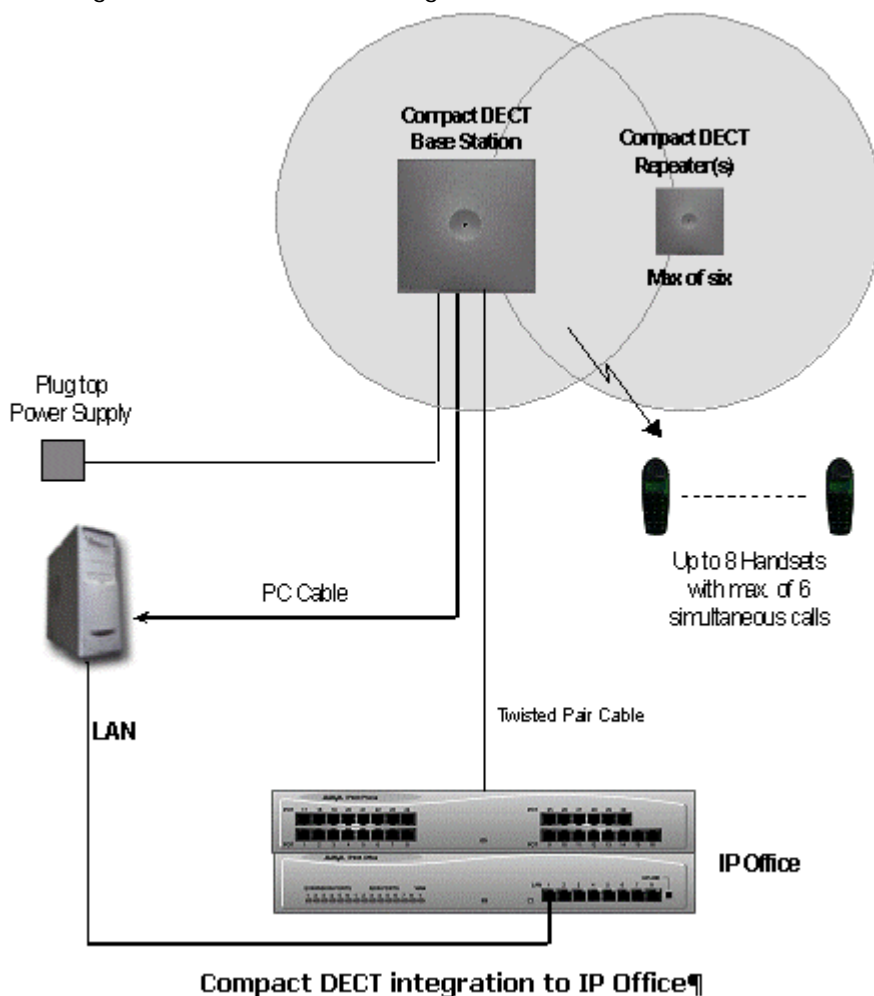 Compact DECT
Base Station
Compact DECT
Repeater(s)
Max of six
Plug top
Power Supply
PC Cable
Up to 8 Handsets
with max. of 6
simultaneous calls
LAN
Twisted Pair Cable
IP Office
Compact DECT integration to IP Office¶